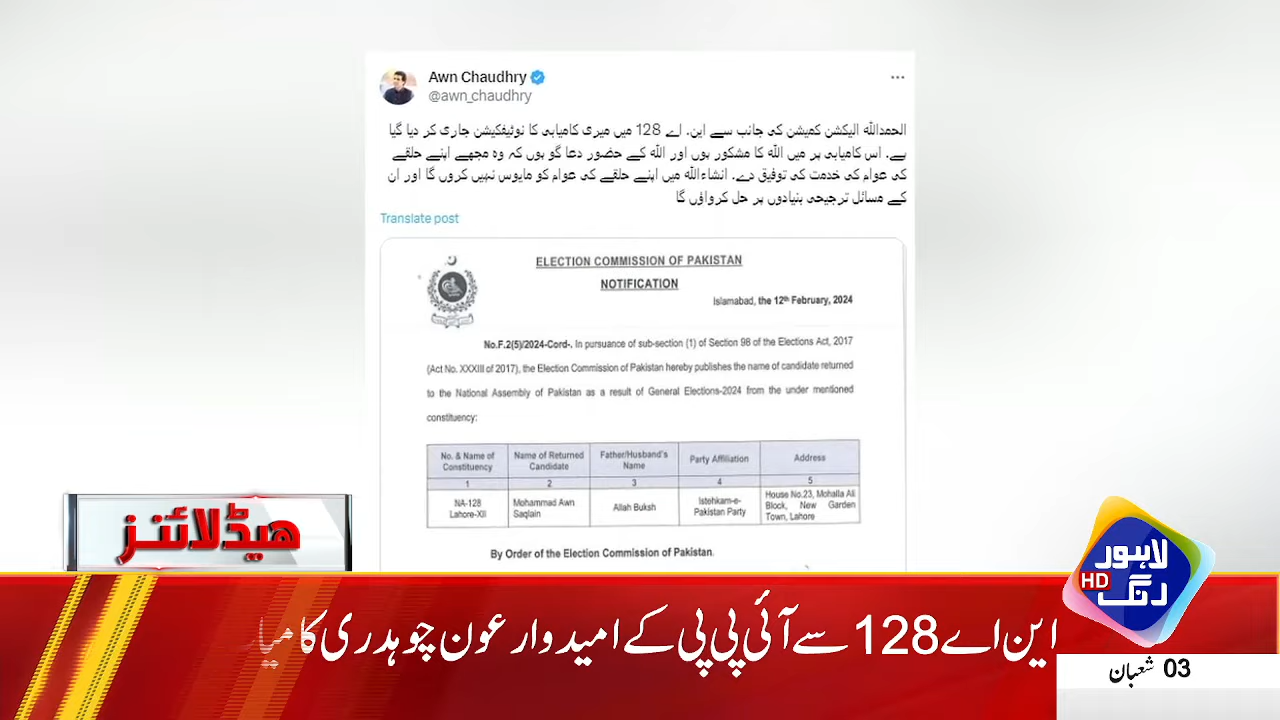 Awn Chaudhry
@awn_chaudhry
الحمدالله الیکشن کمیشن کی جانب سے این۔ اے 128 میں میری کامیابی کا نوٹیفکیشن جاری کر دیا گیا
ہے۔ اس کامیابی پر میں الله کا مشکور ہوں اور الله کے حضور دعا گو ہوں کہ وہ مجھے اپنے حلقے
کی عوام کی خدمت کی توفیق دے۔ انشاءالله میں اپنے حلقے کی عوام کو مایوس نہیں کروں گا اور ان
کے مسائل ترجیحی بنیادوں پر حل کرواؤں گا
Translate post
ELECTION COMMISSION OF PAKISTAN
NOTIFICATION
Islamabad, the 12th February, 2024
No.F.2(5)/2024-Cord-. In pursuance of sub-section (1) of Section 98 of the Elections Act, 2017
(Act No. XXXIII of 2017), the Election Commission of Pakistan hereby publishes the name of candidate returned
to the National Assembly of Pakistan as a result of General Elections-2024 from the under mentioned
constituency:
No. & Name of Constituency Name of Returned Candidate Father/Husband's Name Party Affiliation Address
1 2 3 4 5
NA-128 Lahore-XII Mohammad Awn Saqlain Allah Buksh Istehkam-e-Pakistan Party House No.23, Mohalla Ali Block, New Garden Town, Lahore
By Order of the Election Commission of Pakistan.
ہیڈلائنز
لاہور
رنگ
HD
این اے 128 سے آئی پی پی کے امیدوار عون چوہدری کامیا
03 شعبان